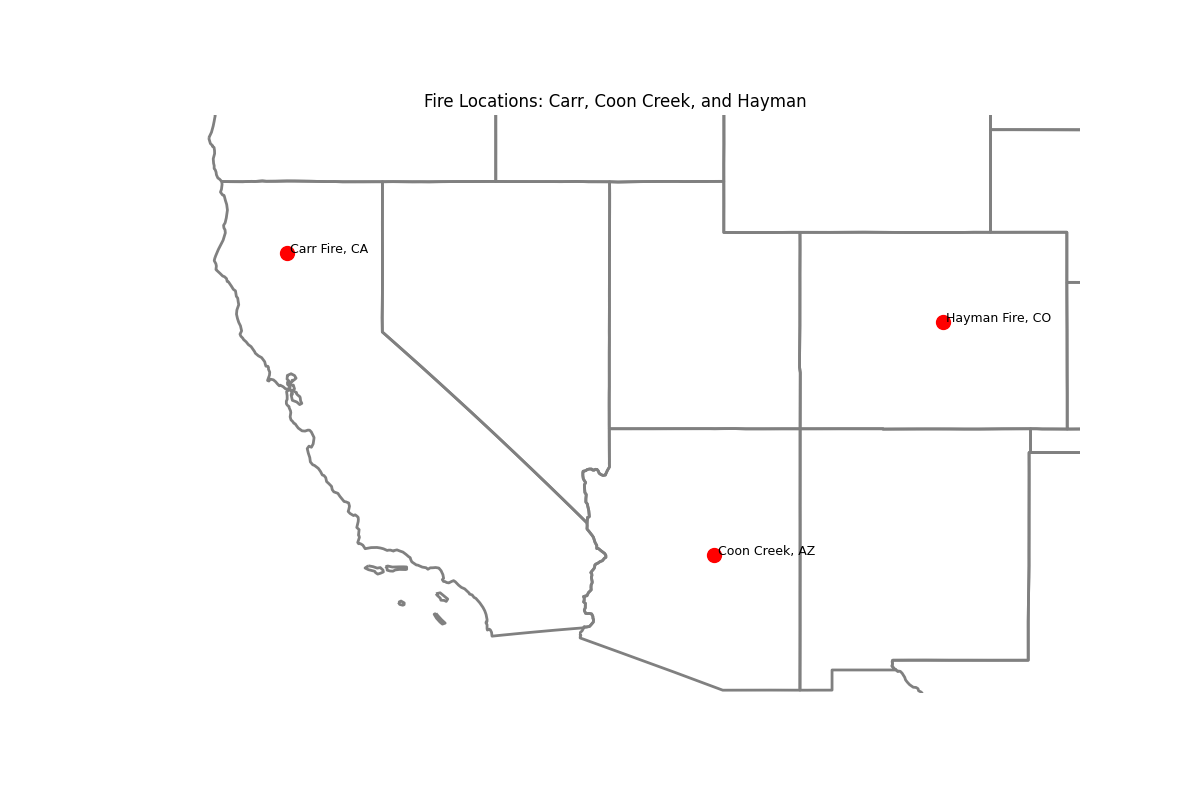 Fire Locations: Carr, Coon Creek, and Hayman
Carr Fire, CA
Hayman Fire, CO
Coon Creek, AZ